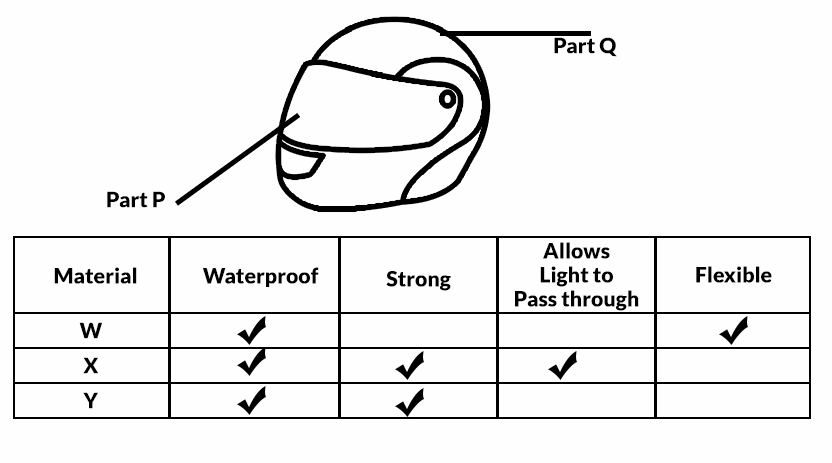 Part Q
Part P
Material Waterproof Strong Allows Light to Pass through Flexible
W ✓ ✓
X ✓ ✓ ✓
Y ✓ ✓